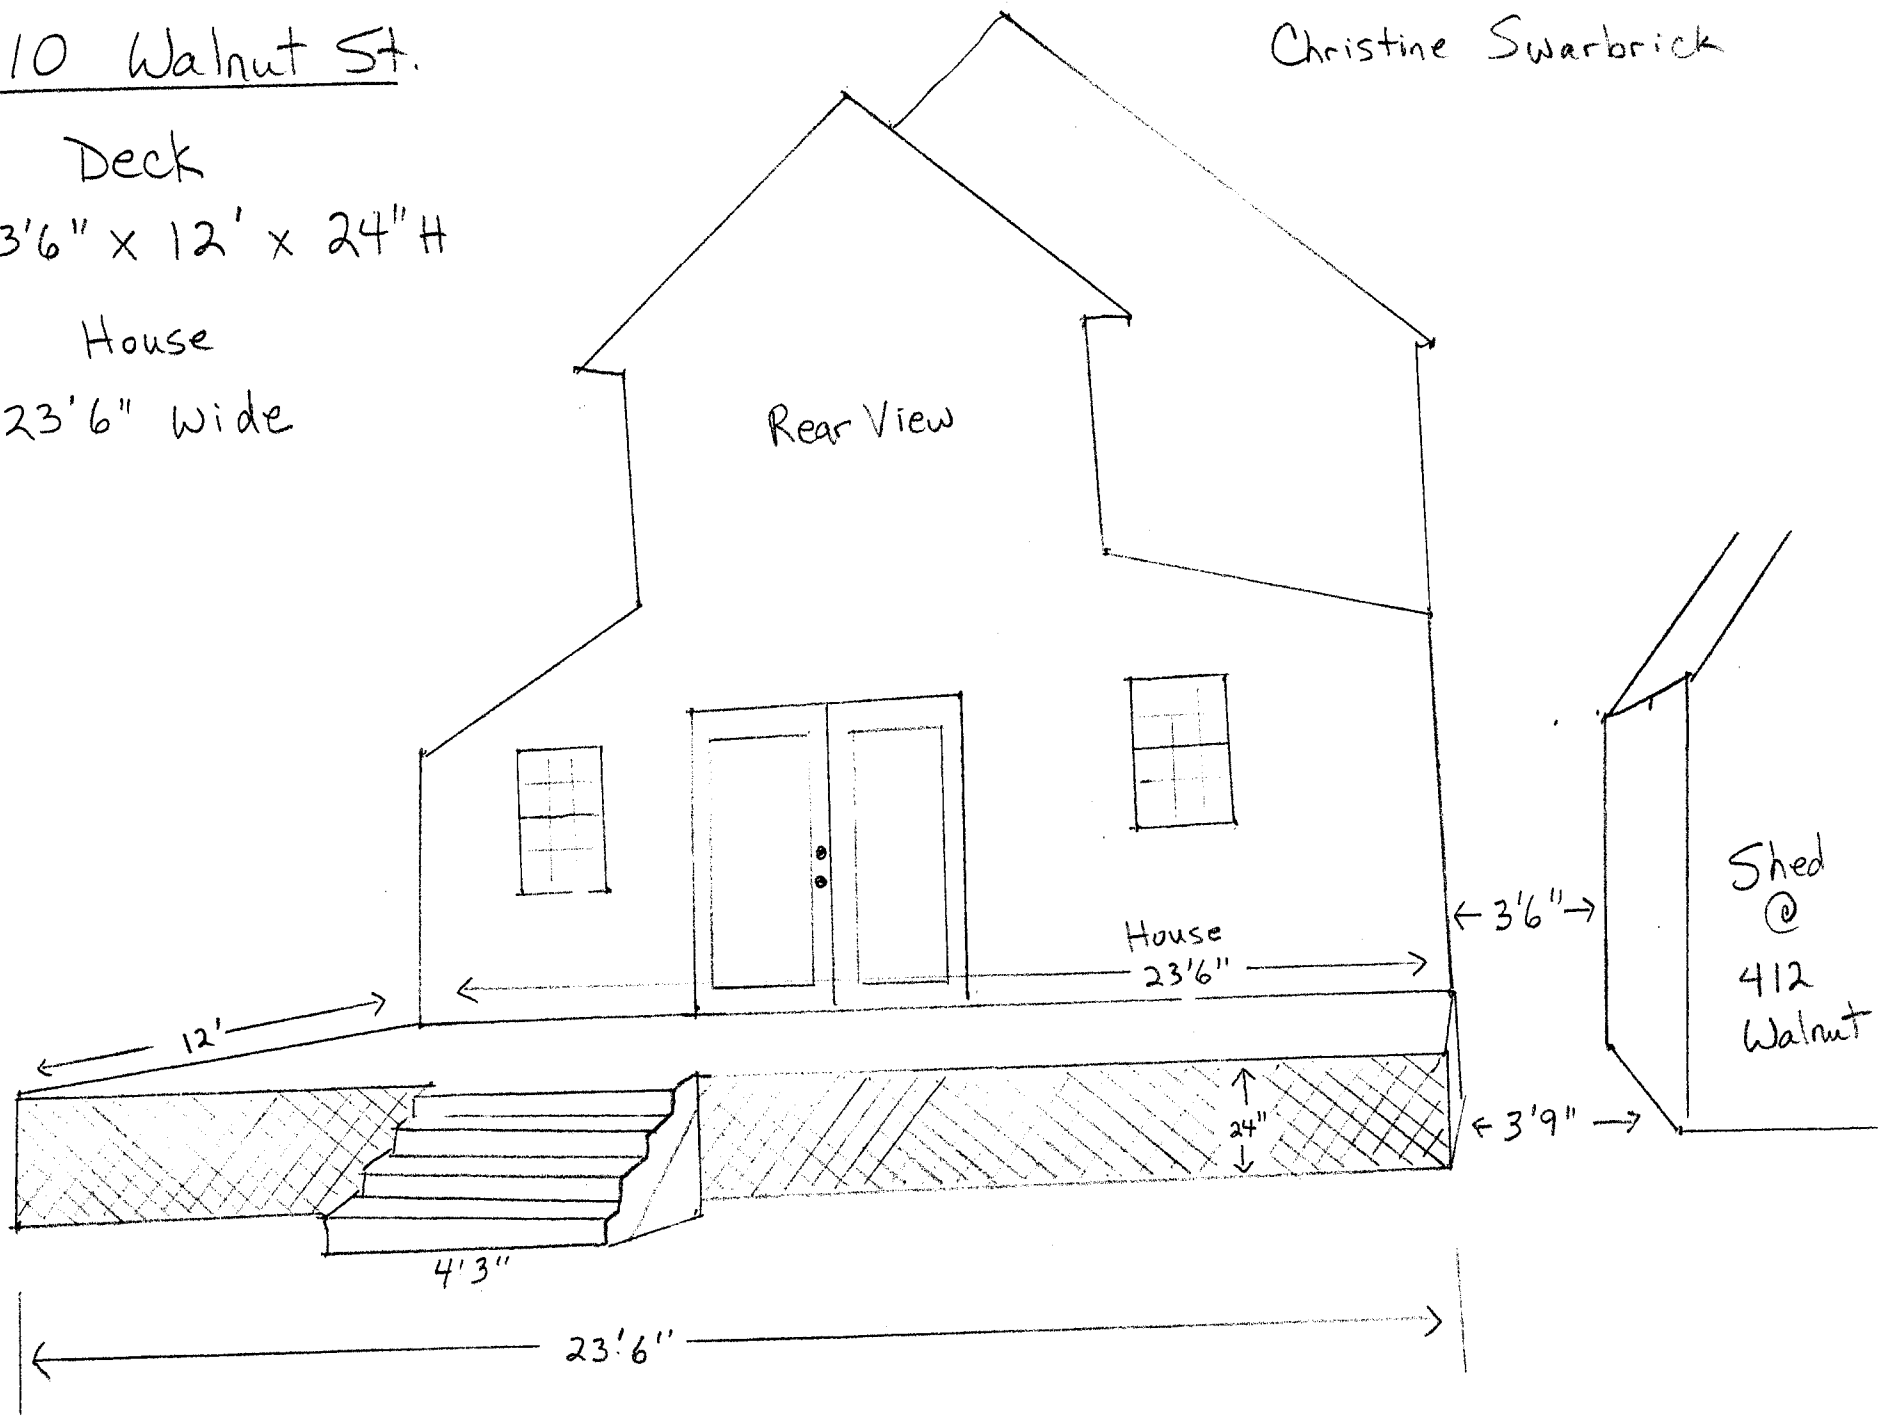 10 Walnut St.
Christine Swarbrick
Deck
3'6" x 12' x 24" H
House
23'6" Wide
Rear View
Shed
@
412
Walnut
3'6"
House
23'6"
12'
24"
3'9"
4'3"
23'6"